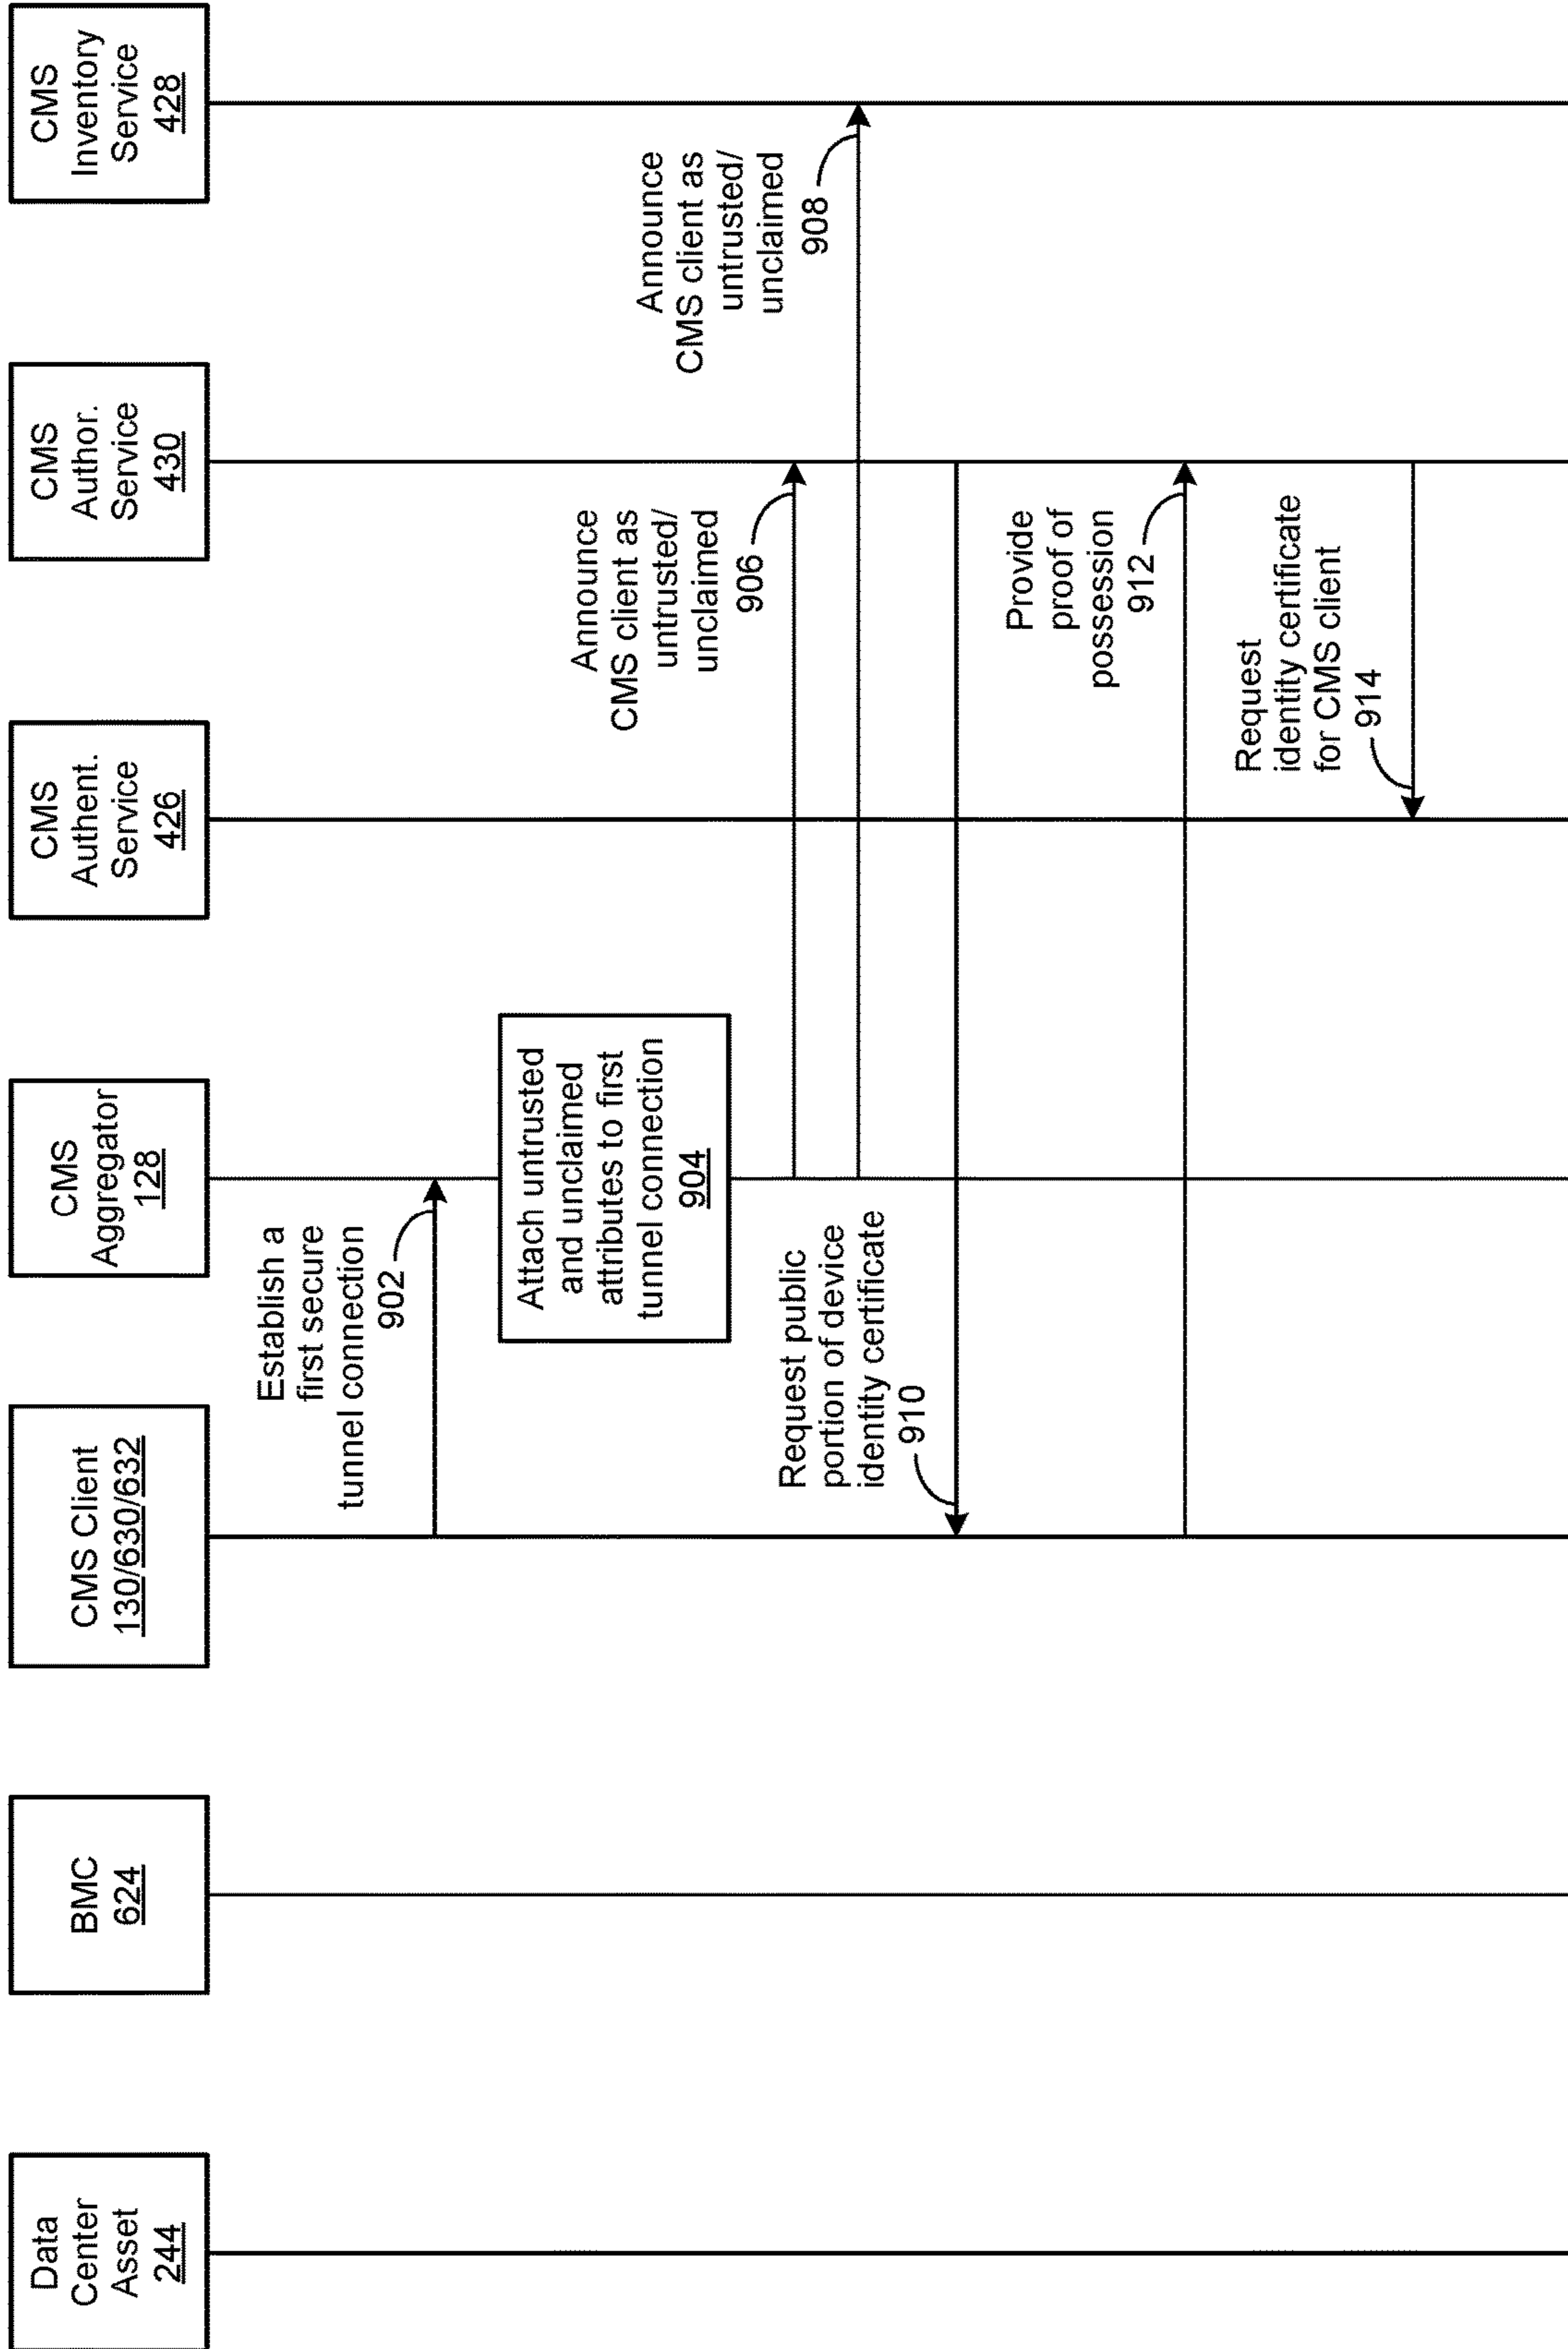 Data
Center
Asset
244
BMC
624
CMS Client
130/630/632
CMS
Aggregator
128
CMS
Authent.
Service
426
CMS
Author.
Service
430
CMS
Inventory
Service
428
Establish a
first secure
tunnel connection
902
Attach untrusted
and unclaimed
attributes to first
tunnel connection
904
Announce
CMS client as
untrusted/
unclaimed
906
Announce
CMS client as
untrusted/
unclaimed
908
Request public
portion of device
identity certificate
910
Provide
proof of
possession
912
Request
identity certificate
for CMS client
914